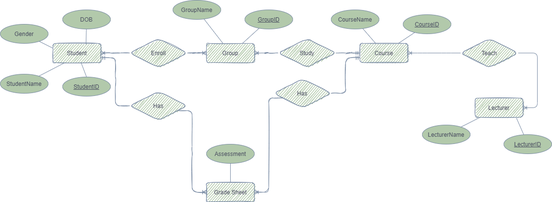 GroupName
DOB
CourseName
GroupID
CourseID
Gender
Student
Enroll
Group
Study
Course
Teach
StudentName
StudentID
Has
Has
Lecturer
LecturerName
LecturerID
Assessment
Grade Sheet